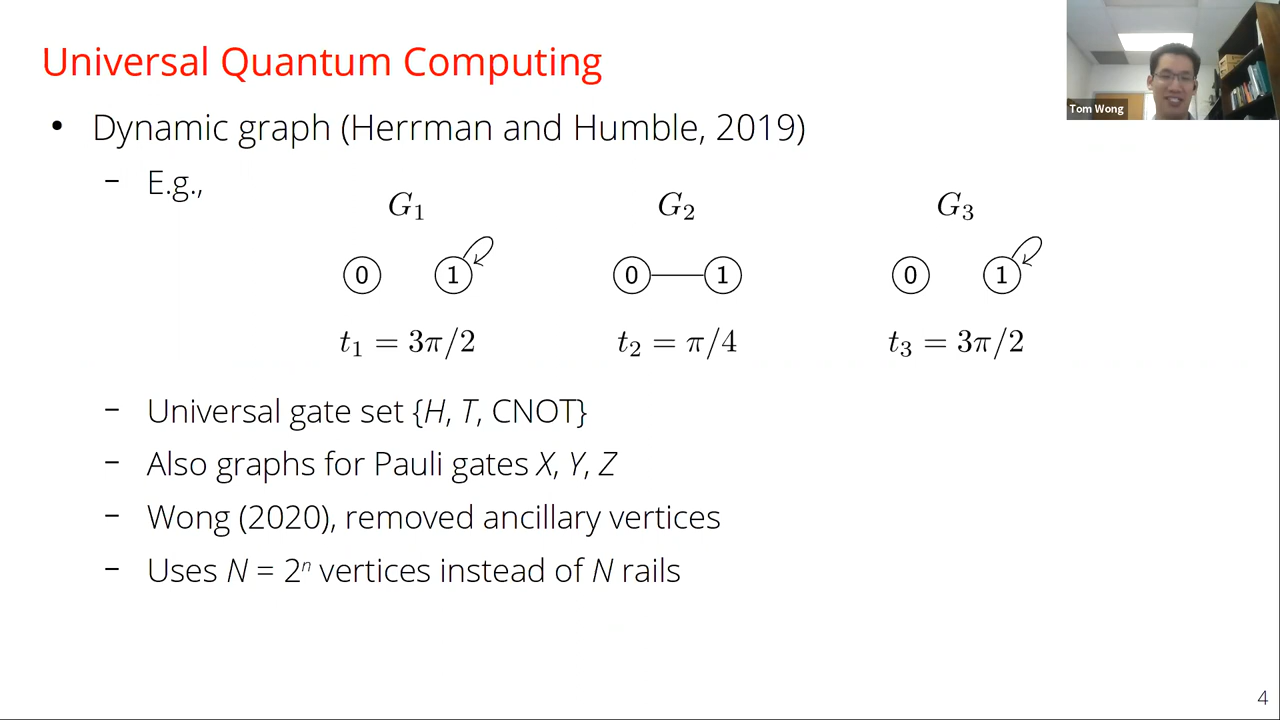 Universal Quantum Computing
Tom Wong
• Dynamic graph (Herrman and Humble, 2019)
– E.g.,
G₁ G₂ G₃
0 1 0 1 0 1
t₁ = 3π/2 t₂ = π/4 t₃ = 3π/2
– Universal gate set {H, T, CNOT}
– Also graphs for Pauli gates X, Y, Z
– Wong (2020), removed ancillary vertices
– Uses N = 2ⁿ vertices instead of N rails
4